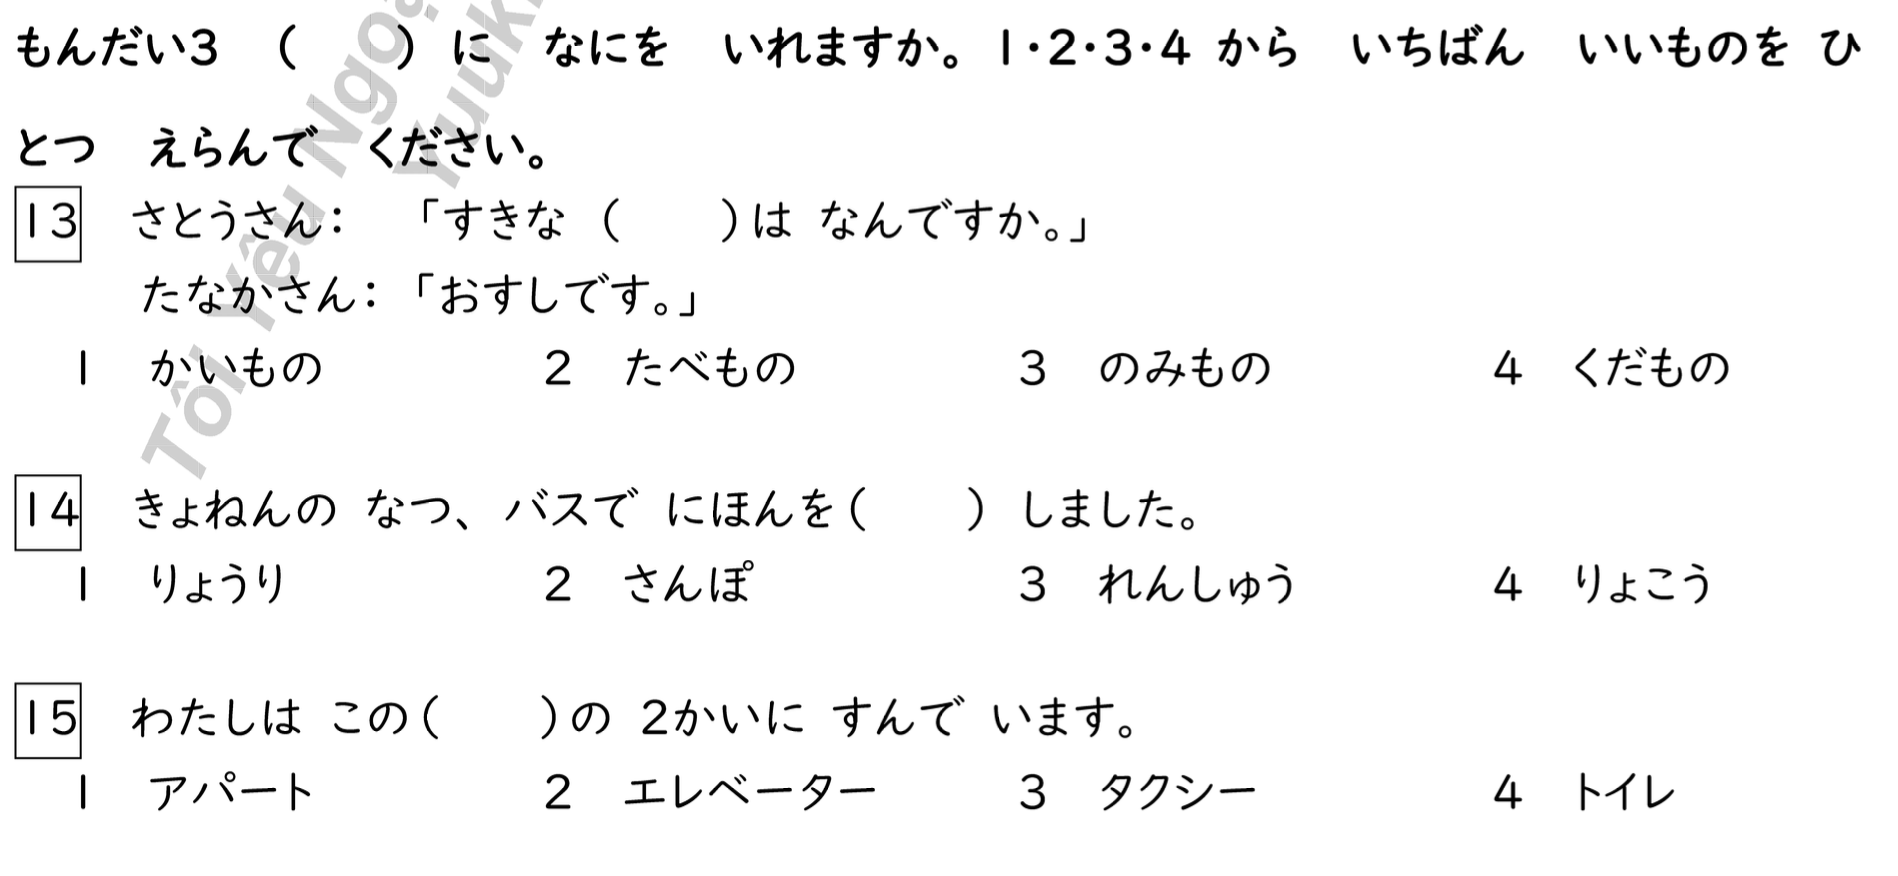 もんだい3　(　　) に　なにを　いれますか。1・2・3・4 から　いちばん　いいものを ひ
とつ　えらんで　ください。
13　さとうさん：　「すきな (　　)は なんですか。」
たなかさん：「おすしです。」
1　かいもの　2　たべもの　3　のみもの　4　くだもの
14　きょねんの なつ、バスで にほんを(　　) しました。
1　りょうり　2　さんぽ　3　れんしゅう　4　りょこう
15　わたしは この(　　)の 2かいに すんで います。
1　アパート　2　エレベーター　3　タクシー　4　トイレ
Tôi Yêu